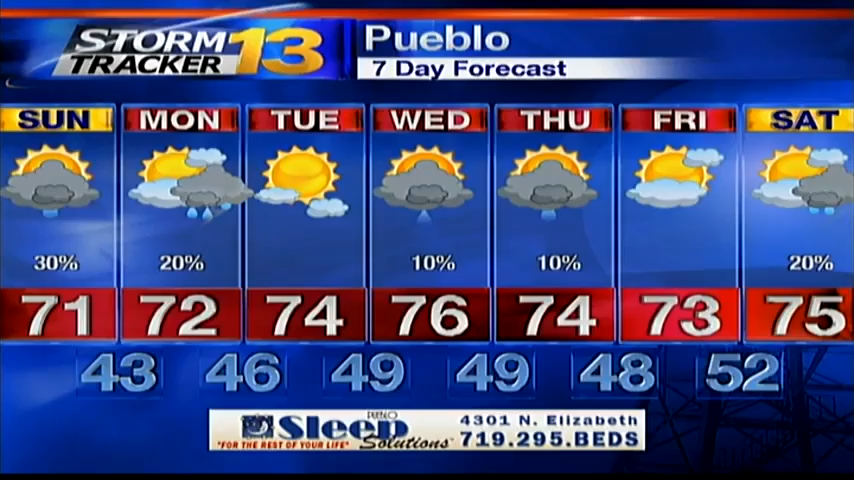 STORM
TRACKER
13
Pueblo
7 Day Forecast
SUN MON TUE WED THU FRI SAT
30% 20% 10% 10% 20%
71 72 74 76 74 73 75
43 46 49 49 48 52
PUEBLO
Sleep
Solutions
"FOR THE REST OF YOUR LIFE"
4301 N. Elizabeth
719.295.BEDS